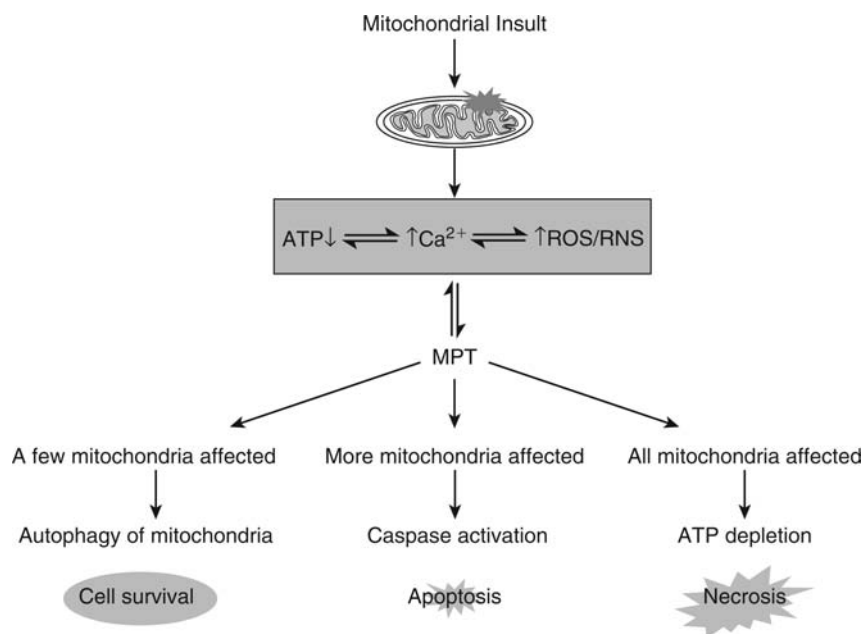 Mitochondrial Insult
ATP↓ ⇌ ↑Ca²⁺ ⇌ ↑ROS/RNS
MPT
A few mitochondria affected More mitochondria affected All mitochondria affected
Autophagy of mitochondria Caspase activation ATP depletion
Cell survival Apoptosis Necrosis